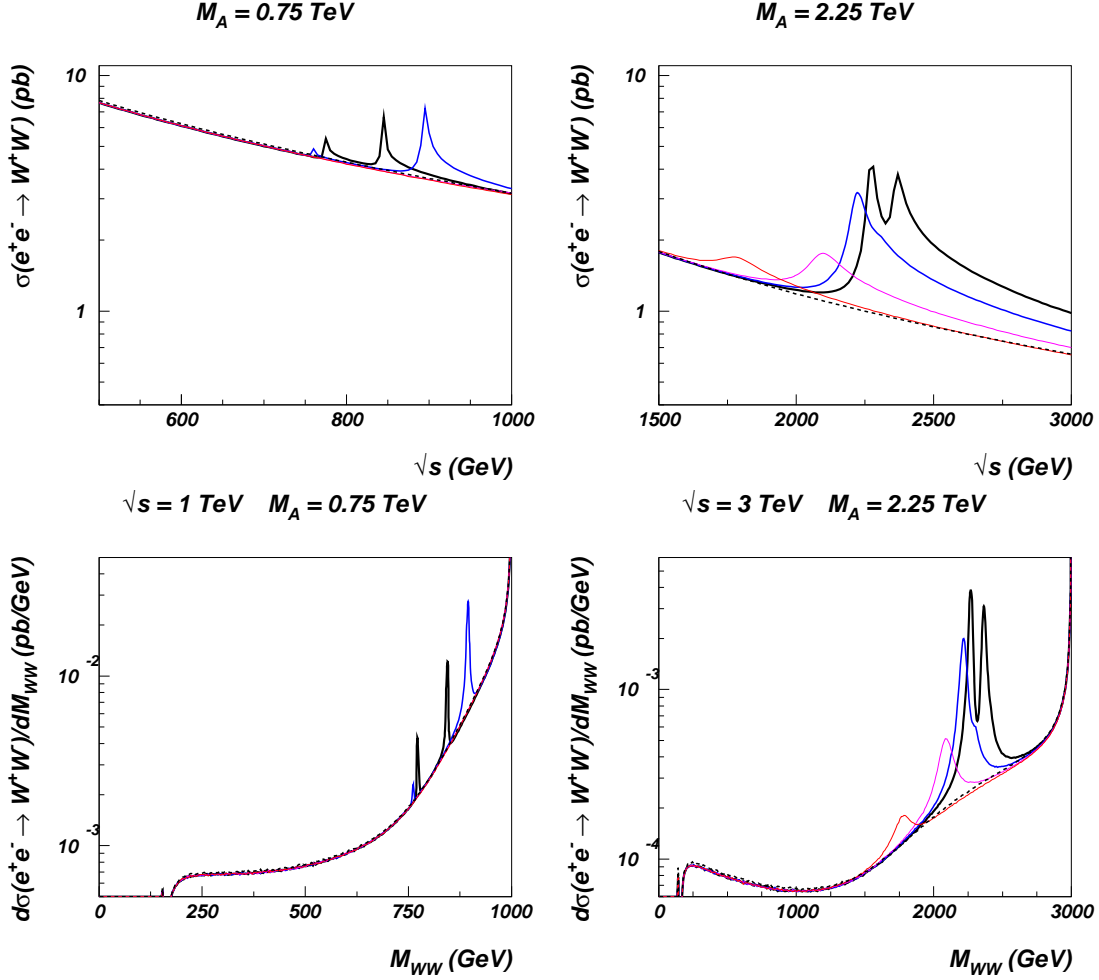 M_A = 0.75 TeV
σ(e⁺e⁻ → W⁺W⁻) (pb)
10
1
600 800 1000
√s (GeV)
M_A = 2.25 TeV
σ(e⁺e⁻ → W⁺W⁻) (pb)
10
1
1500 2000 2500 3000
√s (GeV)
√s = 1 TeV M_A = 0.75 TeV
dσ(e⁺e⁻ → W⁺W⁻)/dM_WW (pb/GeV)
10⁻²
10⁻³
0 250 500 750 1000
M_WW (GeV)
√s = 3 TeV M_A = 2.25 TeV
dσ(e⁺e⁻ → W⁺W⁻)/dM_WW (pb/GeV)
10⁻³
10⁻⁴
0 1000 2000 3000
M_WW (GeV)